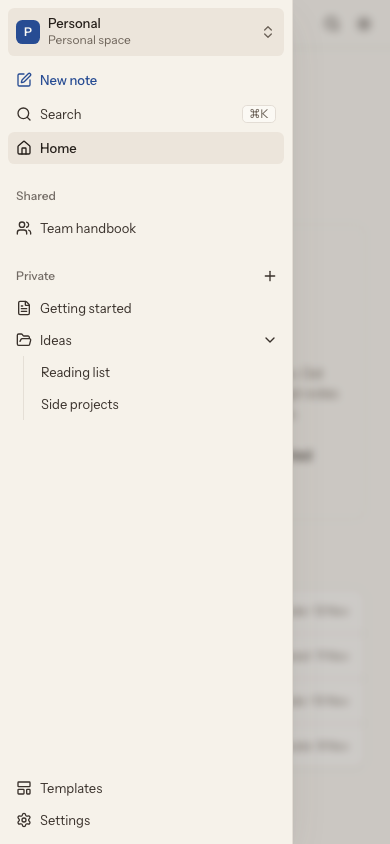 P
Personal
Personal space
New note
Search
⌘K
Home
Shared
Team handbook
Private
Getting started
Ideas
Reading list
Side projects
Templates
Settings